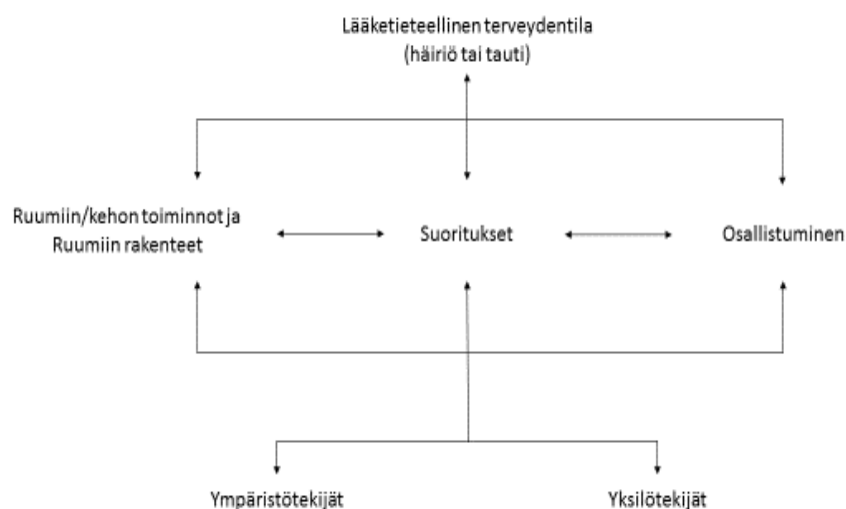 Lääketieteellinen terveydentila
(häiriö tai tauti)
Ruumiin/kehon toiminnot ja
Ruumiin rakenteet
Suoritukset
Osallistuminen
Ympäristötekijät
Yksilötekijät